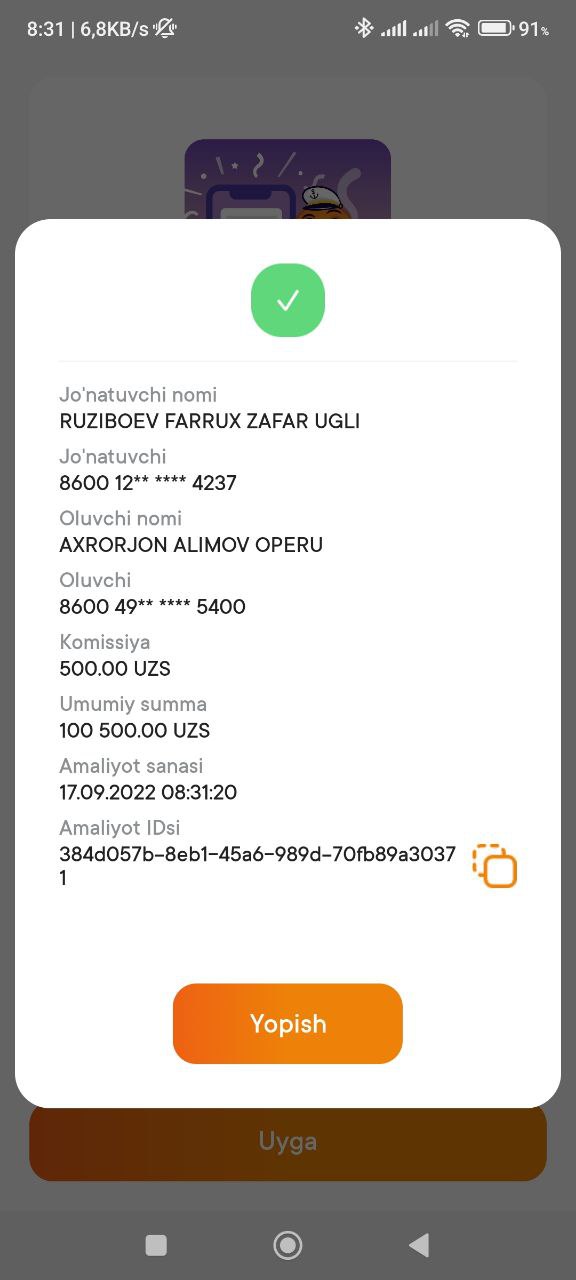 8:31 | 6,8KB/s
91%
Jo'natuvchi nomi
RUZIBOEV FARRUX ZAFAR UGLI
Jo'natuvchi
8600 12** **** 4237
Oluvchi nomi
AXRORJON ALIMOV OPERU
Oluvchi
8600 49** **** 5400
Komissiya
500.00 UZS
Umumiy summa
100 500.00 UZS
Amaliyot sanasi
17.09.2022 08:31:20
Amaliyot IDsi
384d057b-8eb1-45a6-989d-70fb89a3037
1
Yopish
Uyga